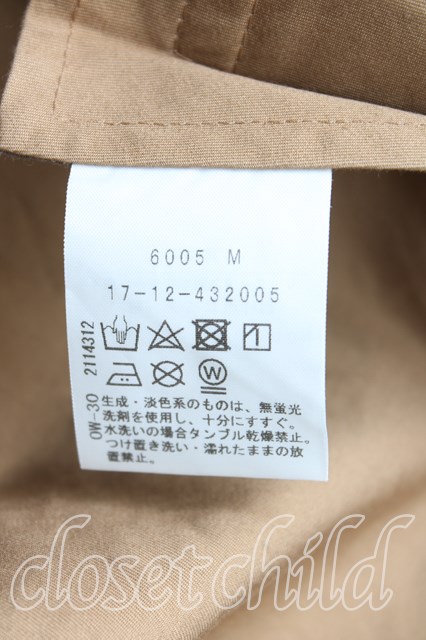 6005 M
17-12-432005
2114312
0W-30
生成・淡色系のものは、無蛍光
洗剤を使用し、十分にすすぐ。
水洗いの場合タンブル乾燥禁止。
つけ置き洗い・濡れたままの放
置禁止。
closet child